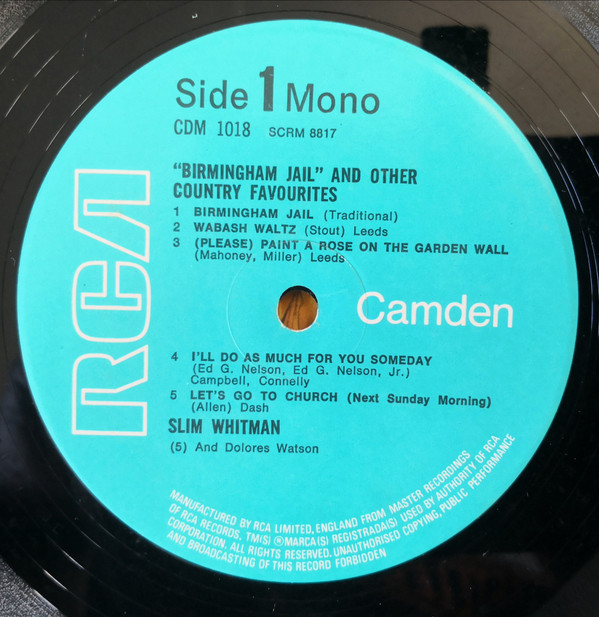 Side 1 Mono
CDM 1018 SCRM 8817
"BIRMINGHAM JAIL" AND OTHER
COUNTRY FAVOURITES
1 BIRMINGHAM JAIL (Traditional)
2 WABASH WALTZ (Stout) Leeds
3 (PLEASE) PAINT A ROSE ON THE GARDEN WALL
(Mahoney, Miller) Leeds
RCA
Camden
4 I'LL DO AS MUCH FOR YOU SOMEDAY
(Ed G. Nelson, Ed G. Nelson, Jr.)
Campbell, Connelly
5 LET'S GO TO CHURCH (Next Sunday Morning)
(Allen) Dash
SLIM WHITMAN
(5) And Dolores Watson
MANUFACTURED BY RCA LIMITED, ENGLAND FROM MASTER RECORDINGS
OF RCA RECORDS, TM(S) ® MARCA(S) REGISTRADA(S) USED BY AUTHORITY OF RCA
CORPORATION. ALL RIGHTS RESERVED. UNAUTHORISED COPYING, PUBLIC PERFORMANCE
AND BROADCASTING OF THIS RECORD FORBIDDEN